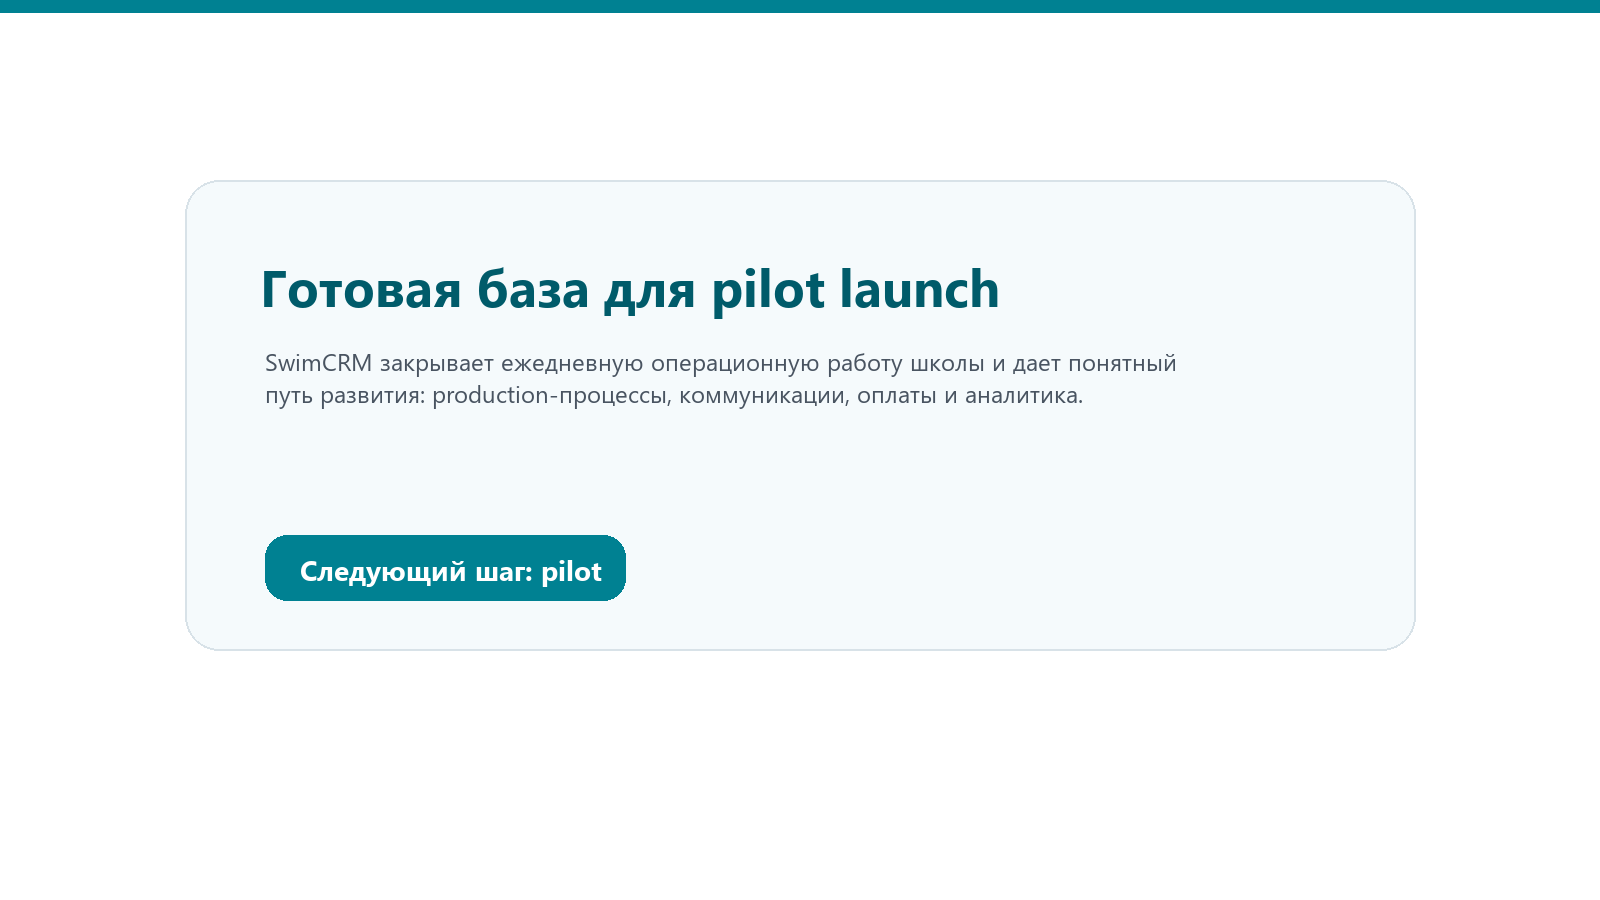 Готовая база для pilot launch
SwimCRM закрывает ежедневную операционную работу школы и дает понятный
путь развития: production-процессы, коммуникации, оплаты и аналитика.
Следующий шаг: pilot